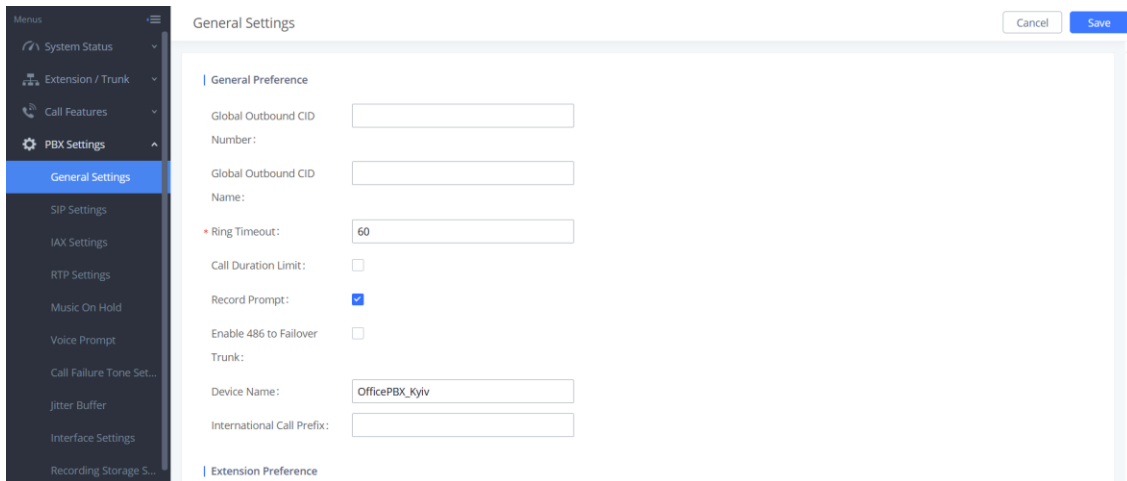 Menus
System Status
Extension / Trunk
Call Features
PBX Settings
General Settings
SIP Settings
IAX Settings
RTP Settings
Music On Hold
Voice Prompt
Call Failure Tone Set...
Jitter Buffer
Interface Settings
Recording Storage S...
General Settings
Cancel
Save
General Preference
Global Outbound CID
Number:
Global Outbound CID
Name:
* Ring Timeout: 60
Call Duration Limit:
Record Prompt:
Enable 486 to Failover
Trunk:
Device Name: OfficePBX_Kyiv
International Call Prefix:
Extension Preference